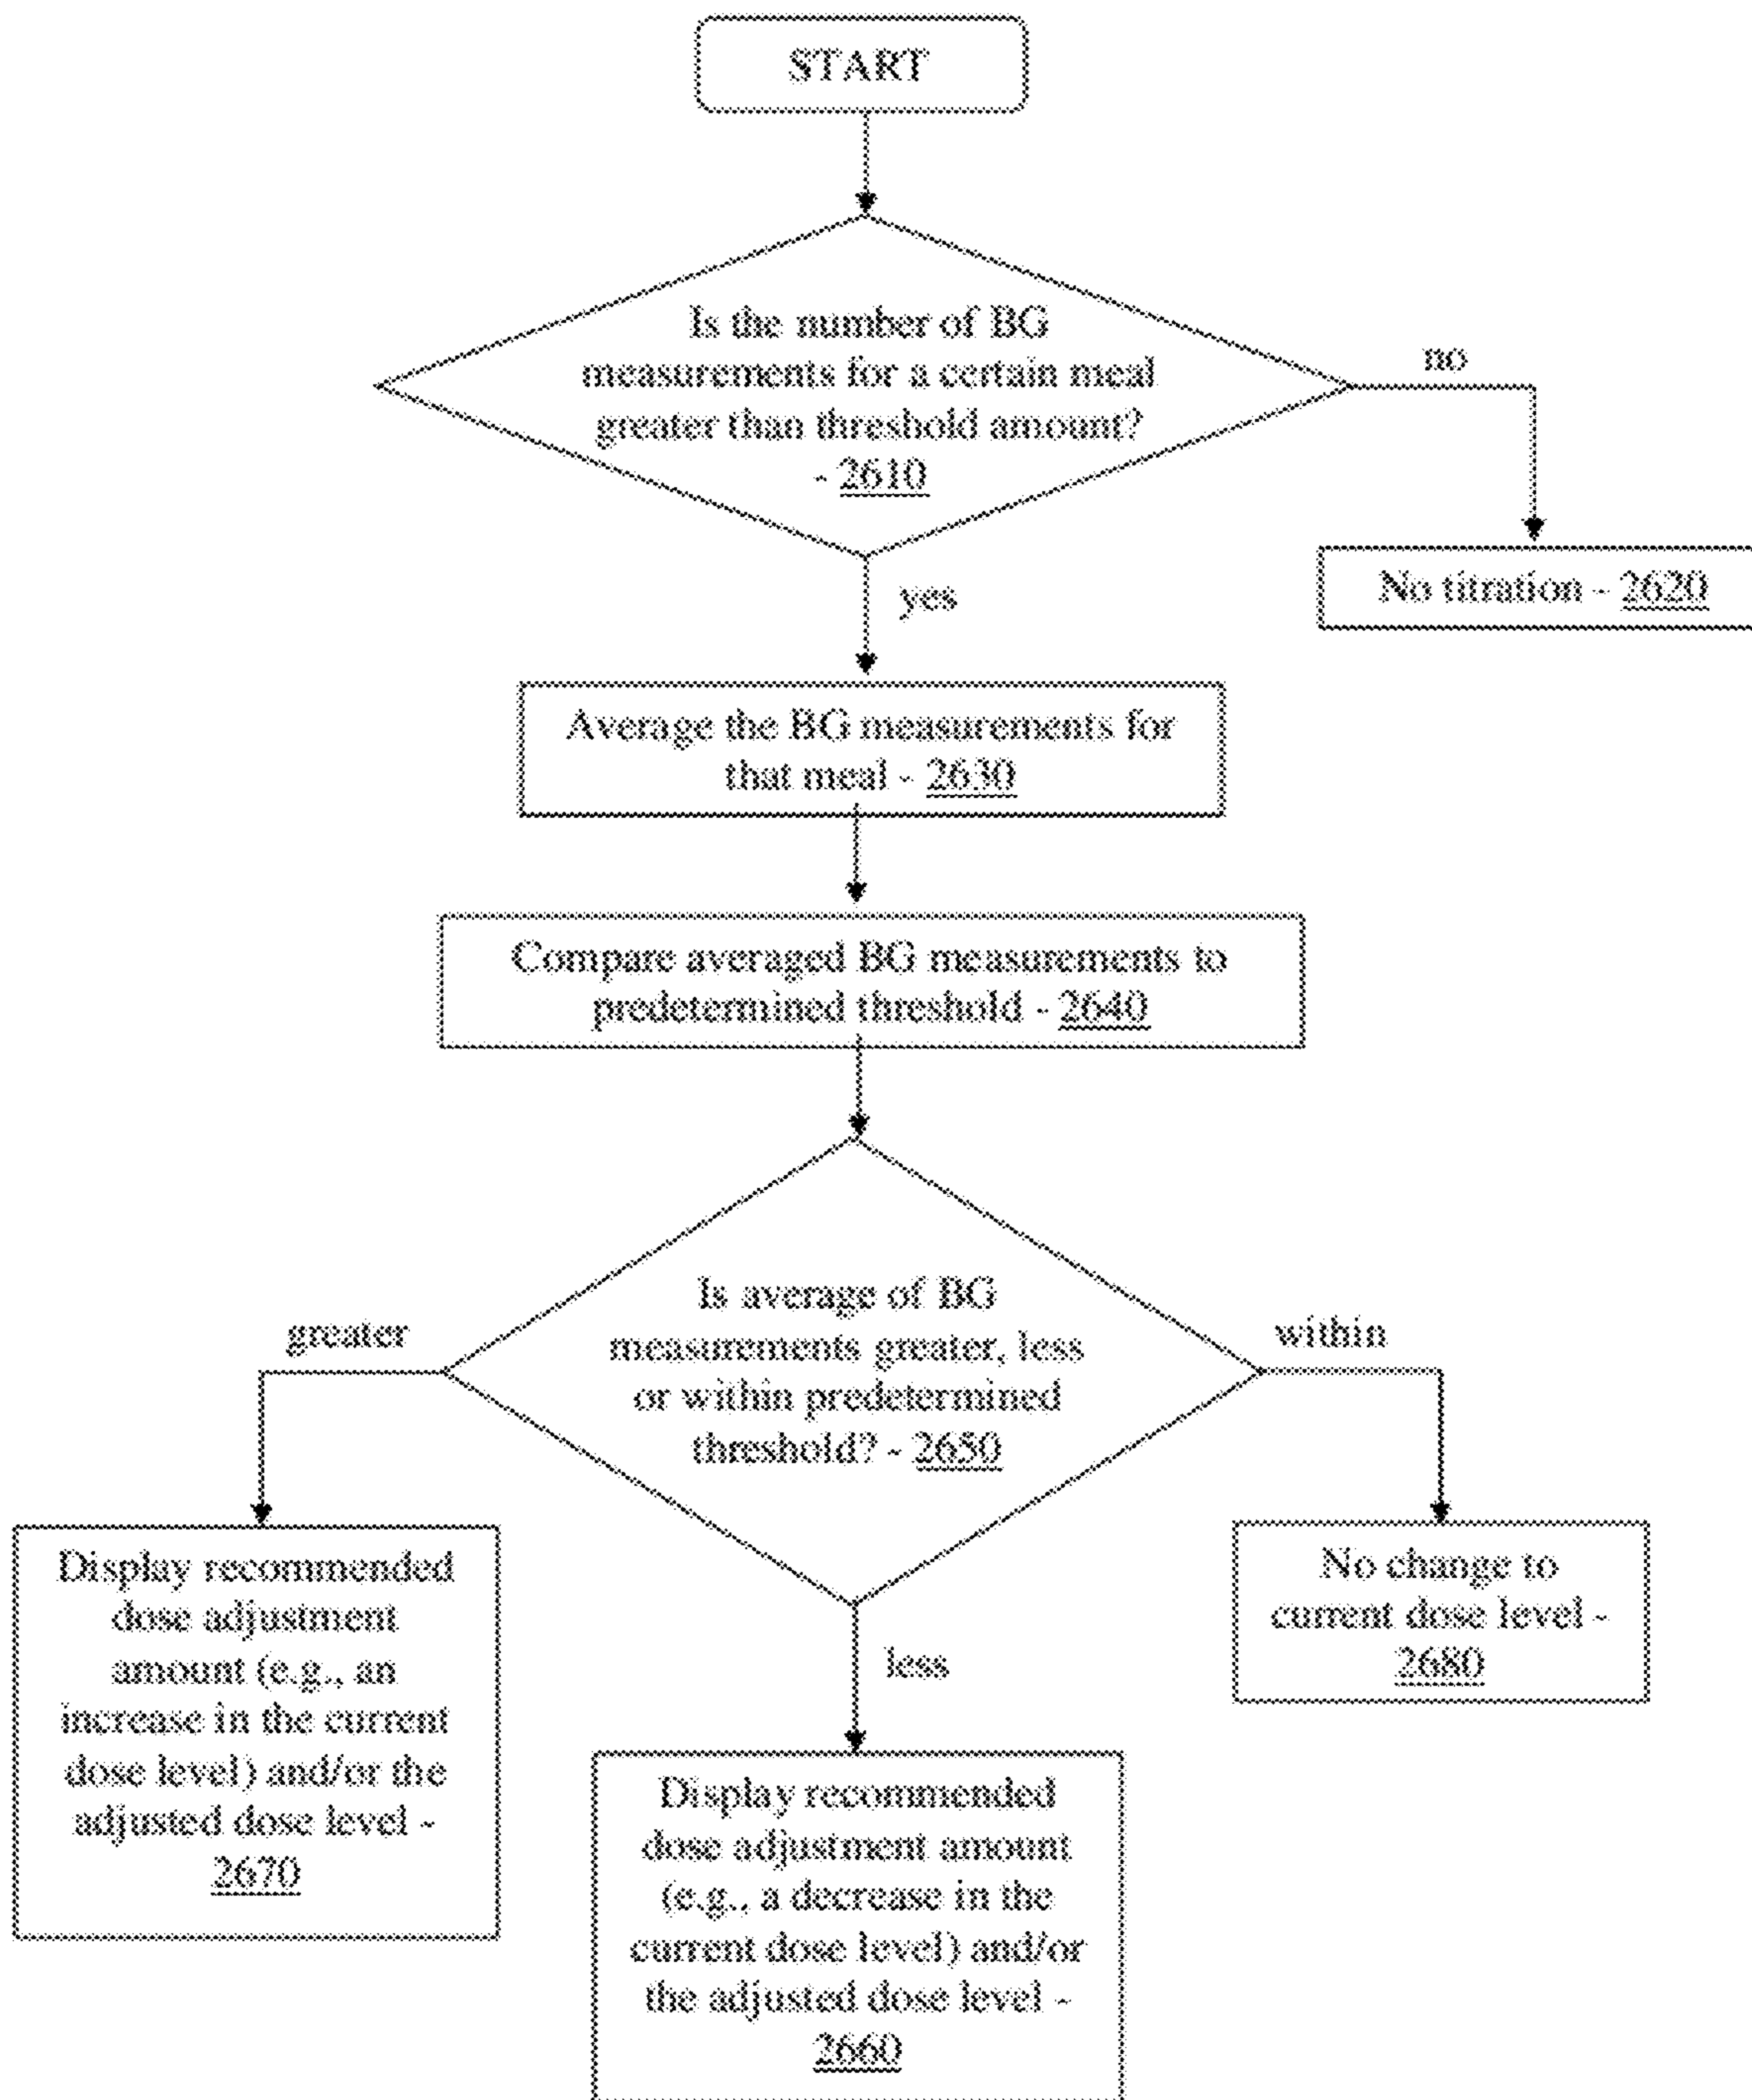 START
Is the number of BG
measurements for a certain meal
greater than threshold amount?
- 2610
no
No titration - 2620
yes
Average the BG measurements for
that meal - 2630
Compare averaged BG measurements to
predetermined threshold - 2640
Is average of BG
measurements greater, less
or within predetermined
threshold? - 2650
greater
within
Display recommended
dose adjustment
amount (e.g., an
increase in the current
dose level) and/or the
adjusted dose level -
2670
No change to
current dose level -
2680
less
Display recommended
dose adjustment amount
(e.g., a decrease in the
current dose level) and/or
the adjusted dose level -
2660